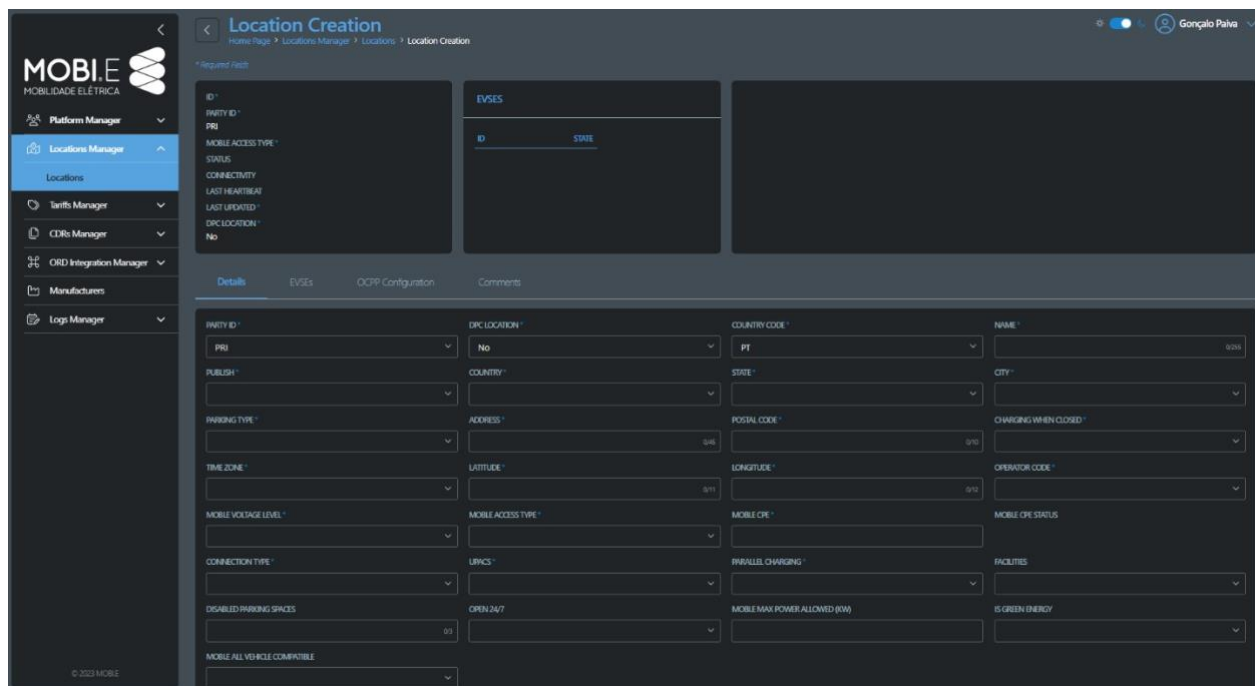 Location Creation
Home Page > Locations Manager > Locations > Location Creation
Gonçalo Paiva
* Required Fields
MOBI.E
MOBILIDADE ELÉTRICA
Platform Manager
Locations Manager
Locations
Tariffs Manager
CDRs Manager
ORD Integration Manager
Manufacturers
Logs Manager
© 2023 MOBI.E
ID *
PARTY ID *
PRI
MOBI.E ACCESS TYPE *
STATUS
CONNECTIVITY
LAST HEARTBEAT
LAST UPDATED *
DPC LOCATION *
No
EVSES
ID STATE
Details EVSEs OCPP Configuration Comments
PARTY ID * DPC LOCATION * COUNTRY CODE * NAME *
PRI No PT 0/255
PUBLISH * COUNTRY * STATE * CITY *
PARKING TYPE * ADDRESS * POSTAL CODE * CHARGING WHEN CLOSED *
0/45 0/10
TIME ZONE * LATITUDE * LONGITUDE * OPERATOR CODE *
0/11 0/12
MOBI.E VOLTAGE LEVEL * MOBI.E ACCESS TYPE * MOBI.E CPE * MOBI.E CPE STATUS
CONNECTION TYPE * UPACS * PARALLEL CHARGING * FACILITIES
DISABLED PARKING SPACES OPEN 24/7 MOBI.E MAX POWER ALLOWED (KW) IS GREEN ENERGY
0/3
MOBI.E ALL VEHICLE COMPATIBLE